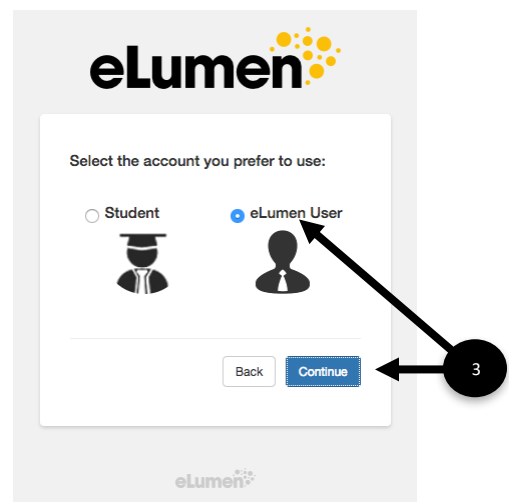 eLumen
Select the account you prefer to use:
Student eLumen User
Back Continue
3
eLumen